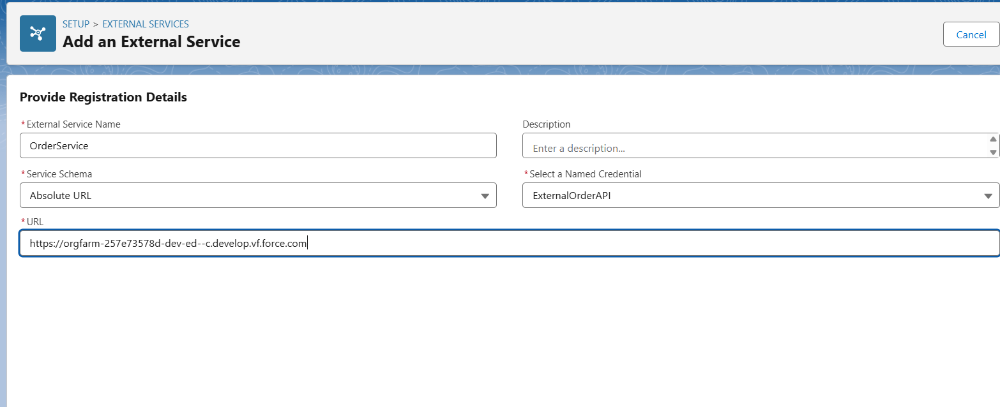 SETUP > EXTERNAL SERVICES
Add an External Service
Cancel
Provide Registration Details
* External Service Name
Description
OrderService
Enter a description...
* Service Schema
* Select a Named Credential
Absolute URL
ExternalOrderAPI
* URL
https://orgfarm-257e73578d-dev-ed--c.develop.vf.force.com